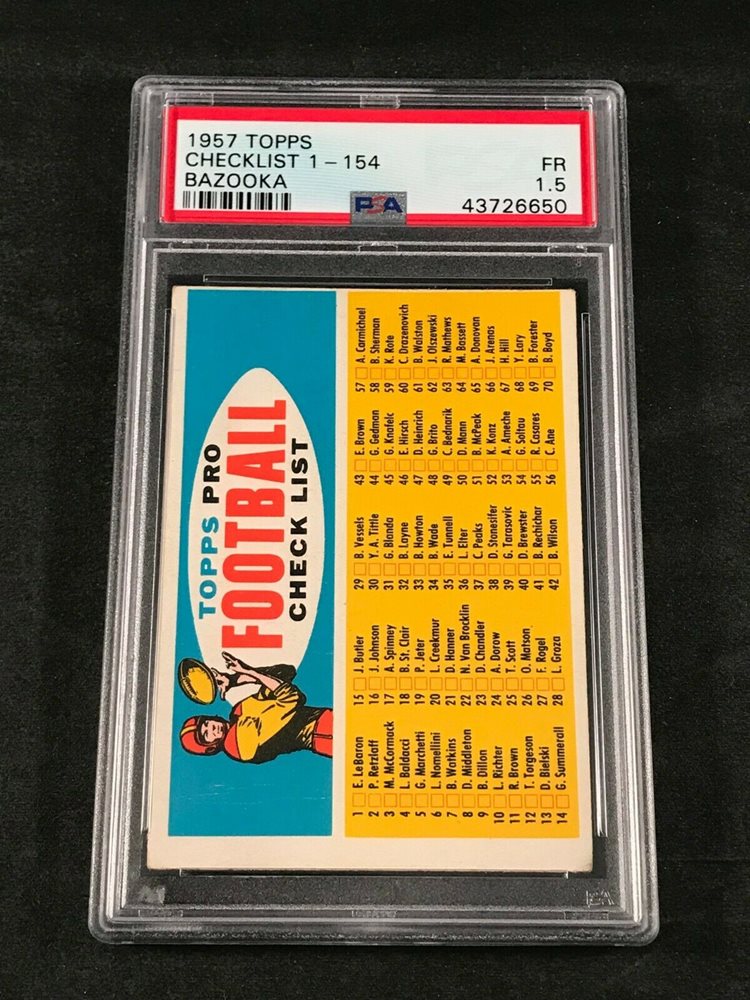 1957 TOPPS
CHECKLIST 1-154
BAZOOKA
FR
1.5
PSA
43726650
TOPPS PRO
FOOTBALL
CHECK LIST
1 E. LeBaron
2 P. Retzlaff
3 M. McCormack
4 L. Baldacci
5 G. Marchetti
6 L. Nomellini
7 B. Watkins
8 D. Middleton
9 B. Dillon
10 L. Richter
11 R. Brown
12 T. Torgeson
13 D. Bielski
14 G. Summerall
15 J. Butler
16 J. Johnson
17 A. Spinney
18 B. St. Clair
19 P. Jeter
20 L. Creekmur
21 D. Hanner
22 N. Van Brocklin
23 D. Chandler
24 A. Dorow
25 T. Scott
26 O. Matson
27 F. Rogel
28 L. Groza
29 B. Vessels
30 Y. A. Tittle
31 G. Blanda
32 B. Layne
33 B. Howton
34 B. Wade
35 E. Tunnell
36 L. Elter
37 C. Peaks
38 D. Stonesifer
39 G. Tarasovic
40 D. Brewster
41 B. Rechichar
42 B. Wilson
43 E. Brown
44 G. Gedman
45 G. Knafelc
46 E. Hirsch
47 D. Heinrich
48 G. Brito
49 C. Bednarik
50 D. Mann
51 B. McPeak
52 K. Konz
53 A. Ameche
54 G. Soltau
55 R. Casares
56 C. Ane
57 A. Carmichael
58 B. Sherman
59 K. Rote
60 C. Drazenovich
61 B. Walston
62 J. Olszewski
63 R. Mathews
64 M. Bassett
65 A. Donovan
66 J. Arenas
67 H. Hill
68 Y. Lary
69 B. Forester
70 B. Boyd